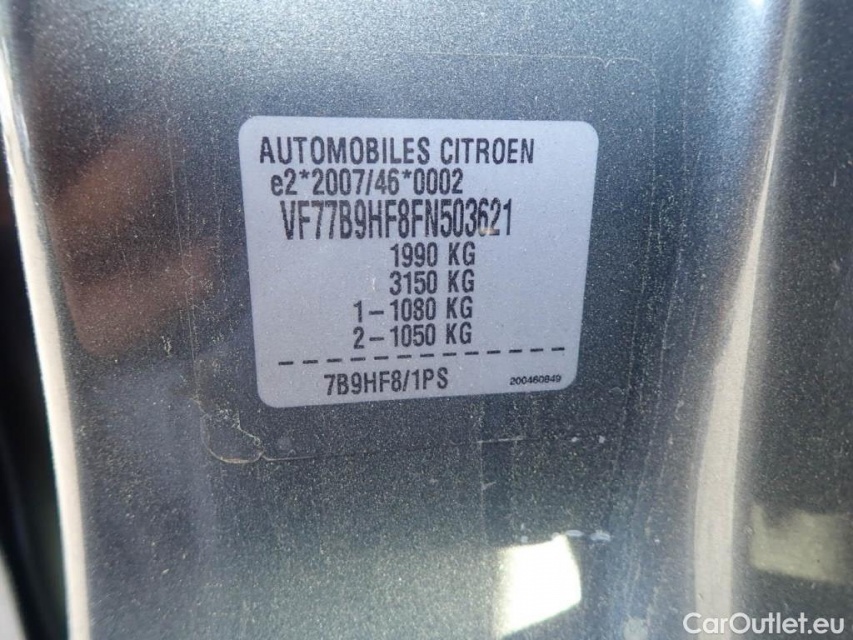 AUTOMOBILES CITROEN
e2*2007/46*0002
VF77B9HF8FN503621
1990 KG
3150 KG
1-1080 KG
2-1050 KG
7B9HF8/1PS
200460849
CarOutlet.eu